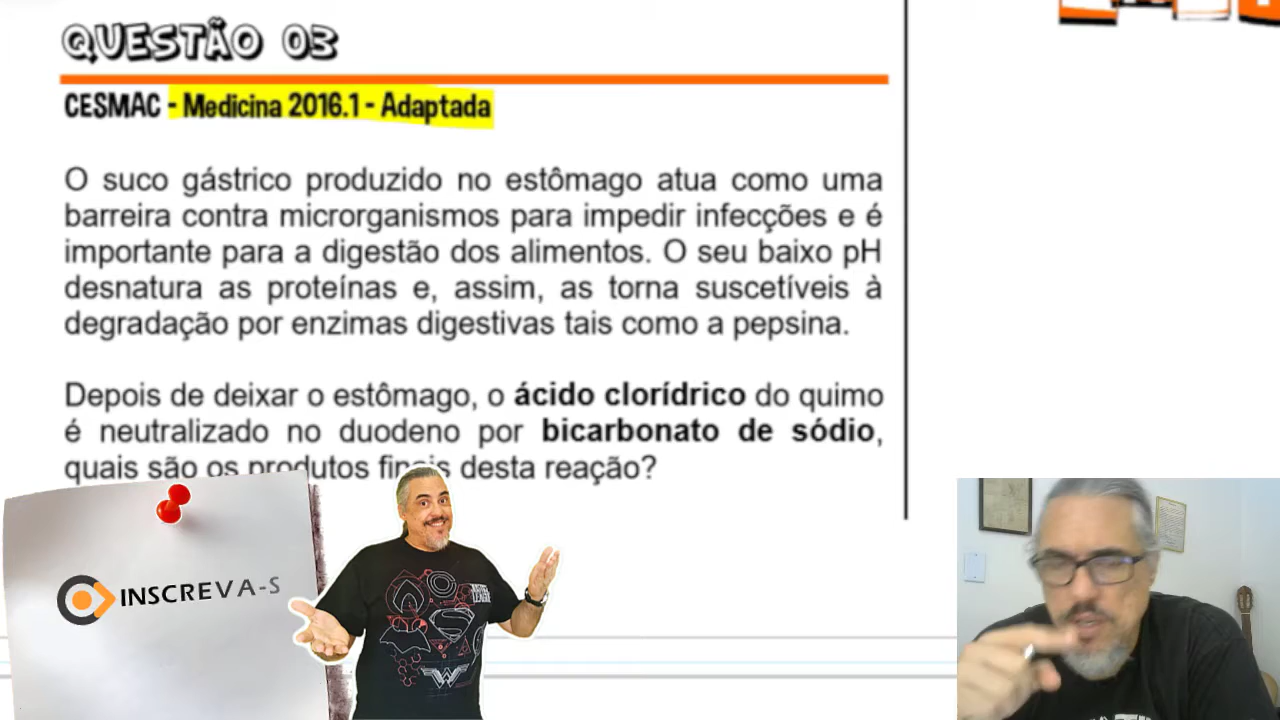 QUESTÃO 03
CESMAC - Medicina 2016.1 - Adaptada
O suco gástrico produzido no estômago atua como uma
barreira contra microrganismos para impedir infecções e é
importante para a digestão dos alimentos. O seu baixo pH
desnatura as proteínas e, assim, as torna suscetíveis à
degradação por enzimas digestivas tais como a pepsina.
Depois de deixar o estômago, o ácido clorídrico do quimo
é neutralizado no duodeno por bicarbonato de sódio,
quais são os produtos finais desta reação?
INSCREVA-S